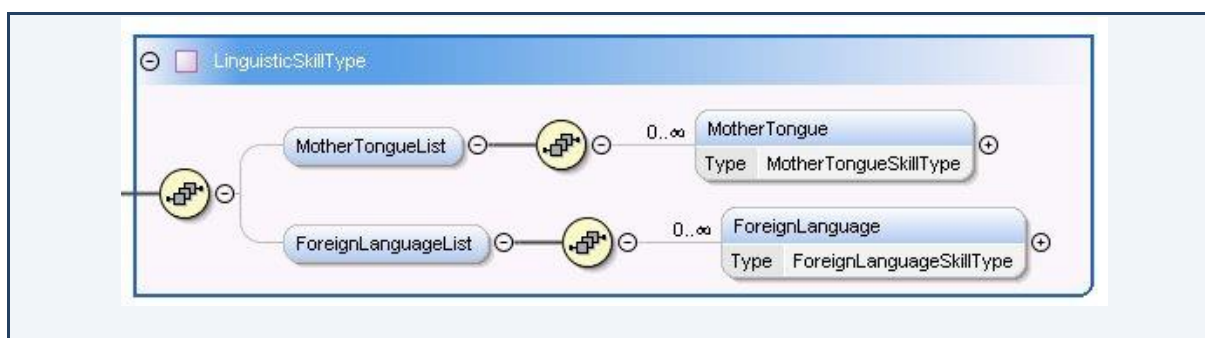 LinguisticSkillType
MotherTongueList
0..∞
MotherTongue
Type MotherTongueSkillType
ForeignLanguageList
0..∞
ForeignLanguage
Type ForeignLanguageSkillType